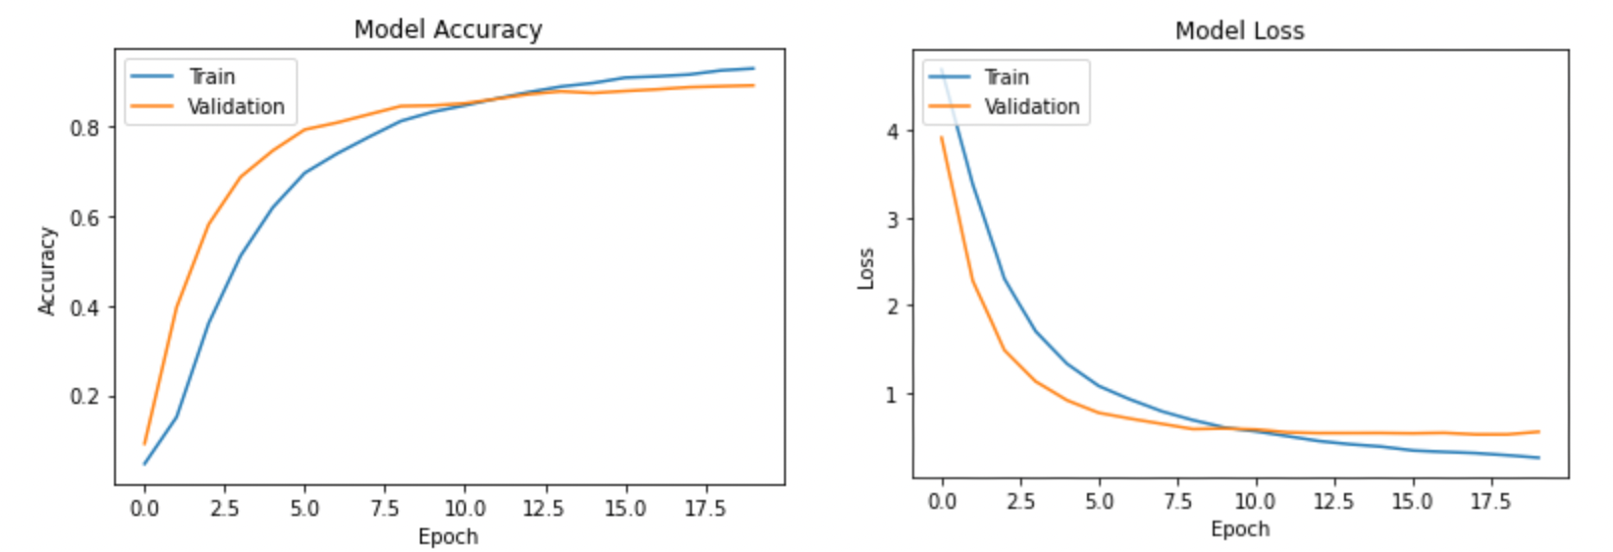 Model Accuracy
Train
Validation
0.8
0.6
0.4
0.2
Accuracy
0.0 2.5 5.0 7.5 10.0 12.5 15.0 17.5
Epoch
Model Loss
Train
Validation
4
3
2
1
Loss
0.0 2.5 5.0 7.5 10.0 12.5 15.0 17.5
Epoch